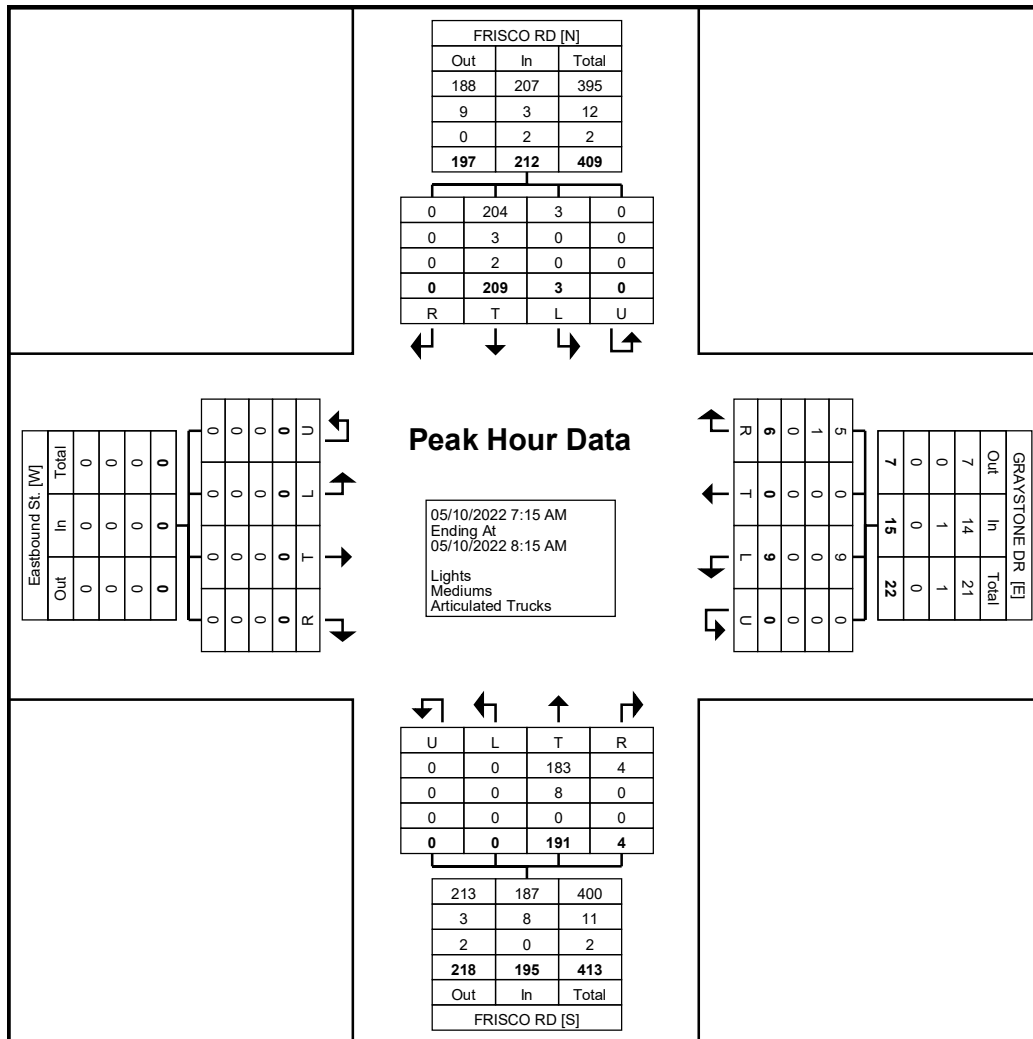 FRISCO RD [N]
Out In Total
188 207 395
9 3 12
0 2 2
197 212 409
0 204 3 0
0 3 0 0
0 2 0 0
0 209 3 0
R T L U
Eastbound St. [W]
Total In Out
0 0 0
0 0 0
0 0 0
0 0 0
0 0 0 0
0 0 0 0
0 0 0 0
0 0 0 0
U L T R
Peak Hour Data
05/10/2022 7:15 AM
Ending At
05/10/2022 8:15 AM
Lights
Mediums
Articulated Trucks
GRAYSTONE DR [E]
Out In Total
7 14 21
0 1 1
0 0 0
7 15 22
5 0 9 0
1 0 0 0
0 0 0 0
6 0 9 0
R T L U
U L T R
0 0 183 4
0 0 8 0
0 0 0 0
0 0 191 4
213 187 400
3 8 11
2 0 2
218 195 413
Out In Total
FRISCO RD [S]